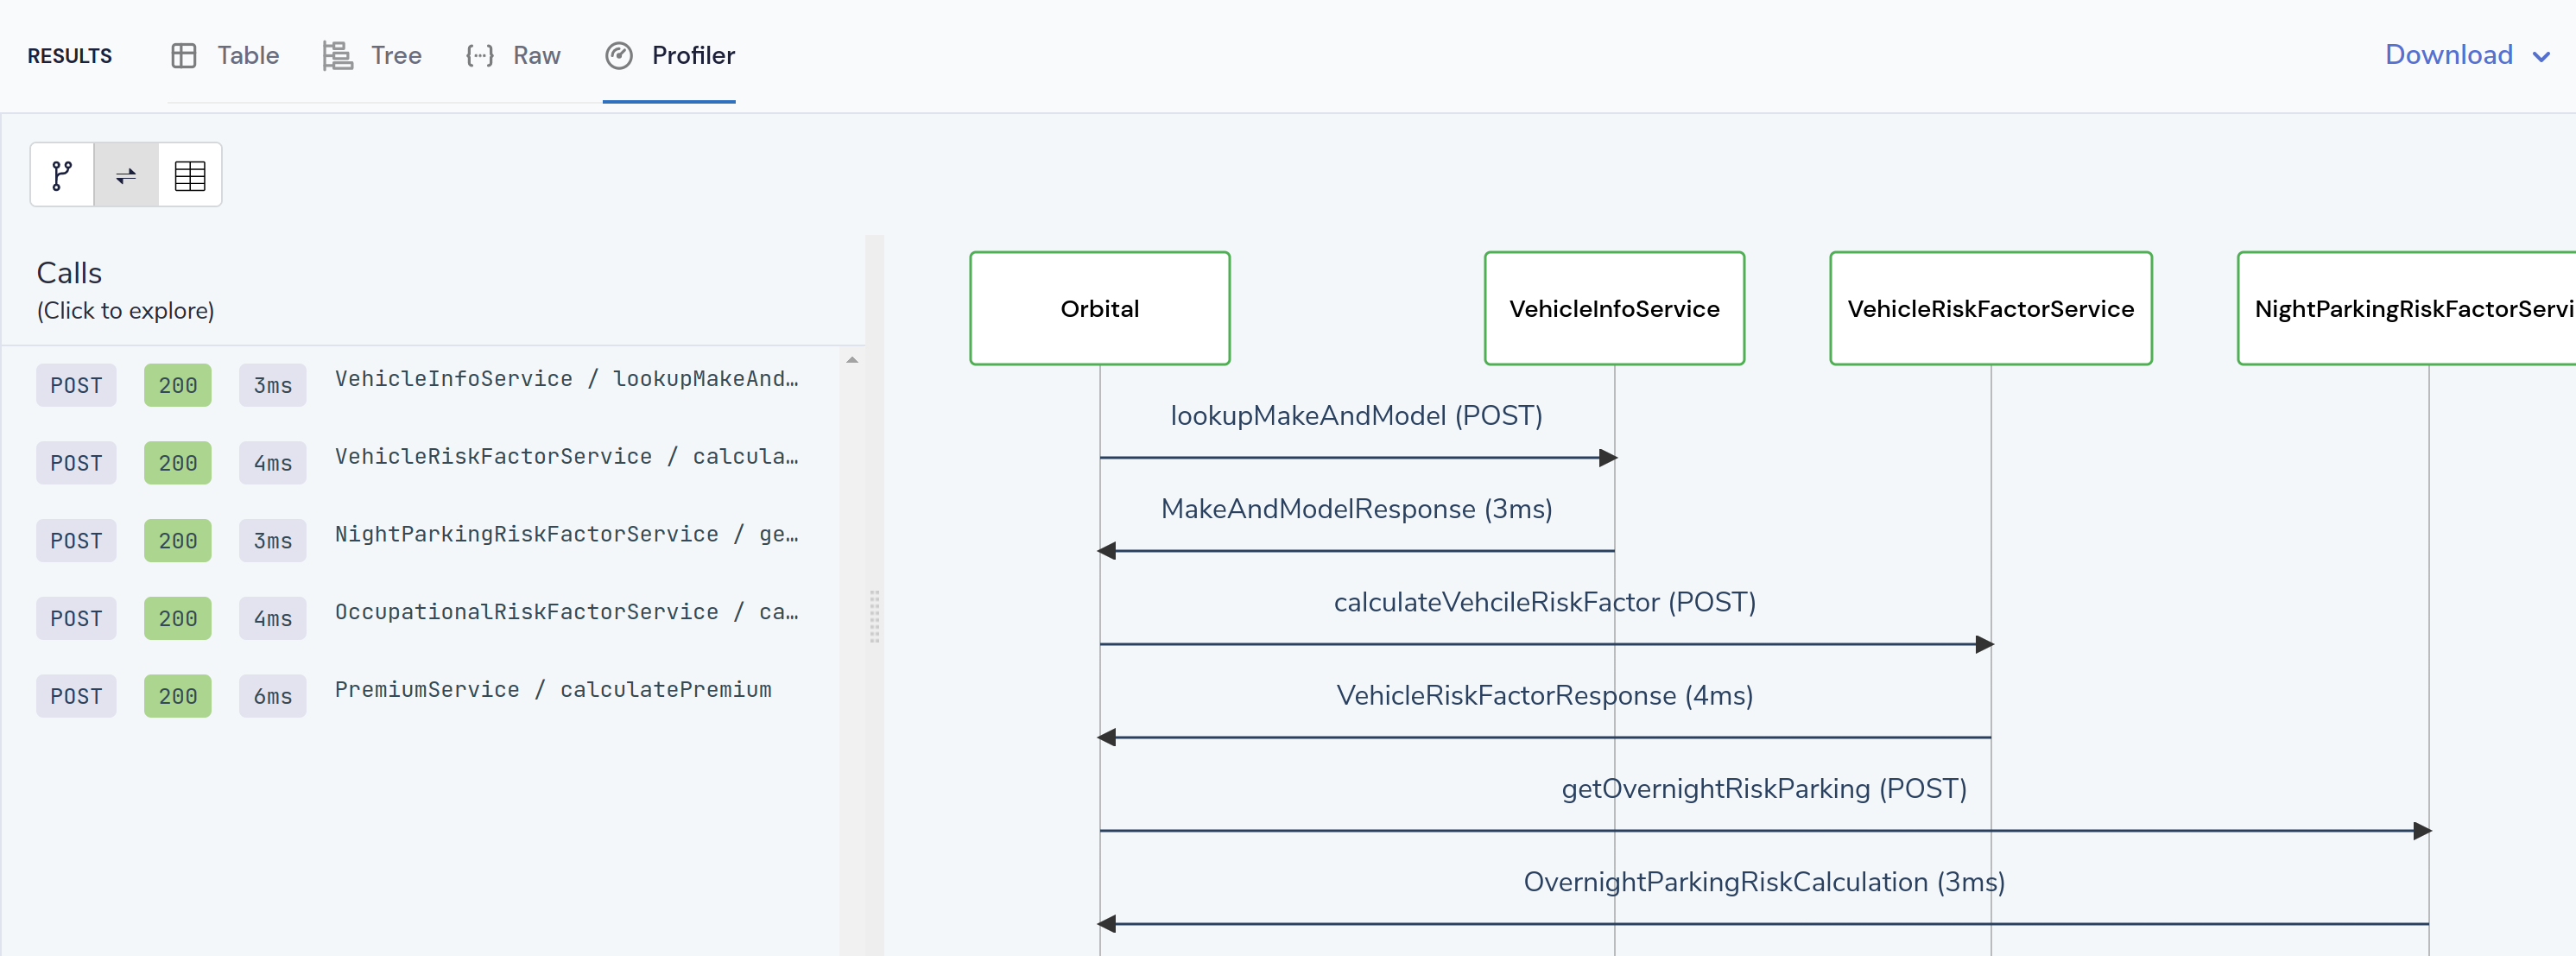 RESULTS Table Tree Raw Profiler Download
Calls
(Click to explore)
POST 200 3ms VehicleInfoService / lookupMakeAnd…
POST 200 4ms VehicleRiskFactorService / calcula…
POST 200 3ms NightParkingRiskFactorService / ge…
POST 200 4ms OccupationalRiskFactorService / ca…
POST 200 6ms PremiumService / calculatePremium
Orbital VehicleInfoService VehicleRiskFactorService NightParkingRiskFactorServi
lookupMakeAndModel (POST)
MakeAndModelResponse (3ms)
calculateVehcileRiskFactor (POST)
VehicleRiskFactorResponse (4ms)
getOvernightRiskParking (POST)
OvernightParkingRiskCalculation (3ms)